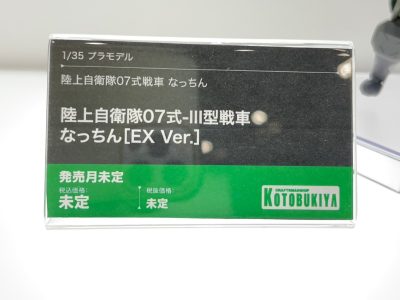 1/35 プラモデル
陸上自衛隊07式戦車 なっちん
陸上自衛隊07式-III型戦車
なっちん[EX Ver.]
発売月未定
税込価格: 税抜価格:
未定 未定
CRAFTSMANSHIP
KOTOBUKIYA